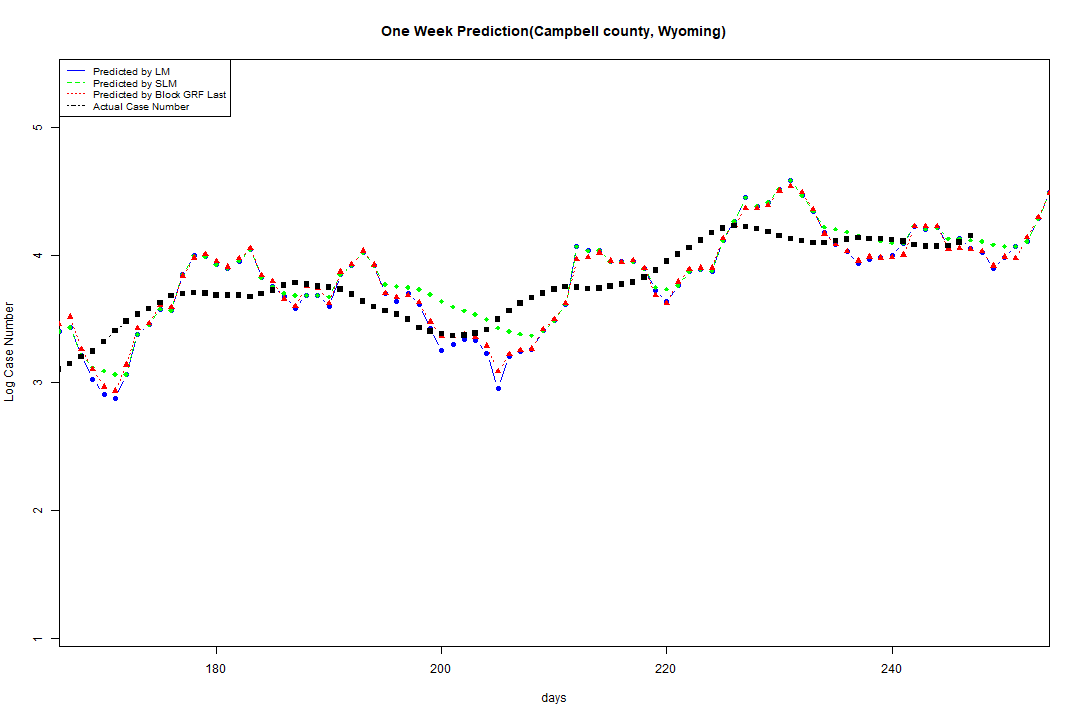 One Week Prediction(Campbell county, Wyoming)
Predicted by LM
Predicted by SLM
Predicted by Block GRF Last
Actual Case Number
Log Case Number
5
4
3
2
1
180
200
220
240
days